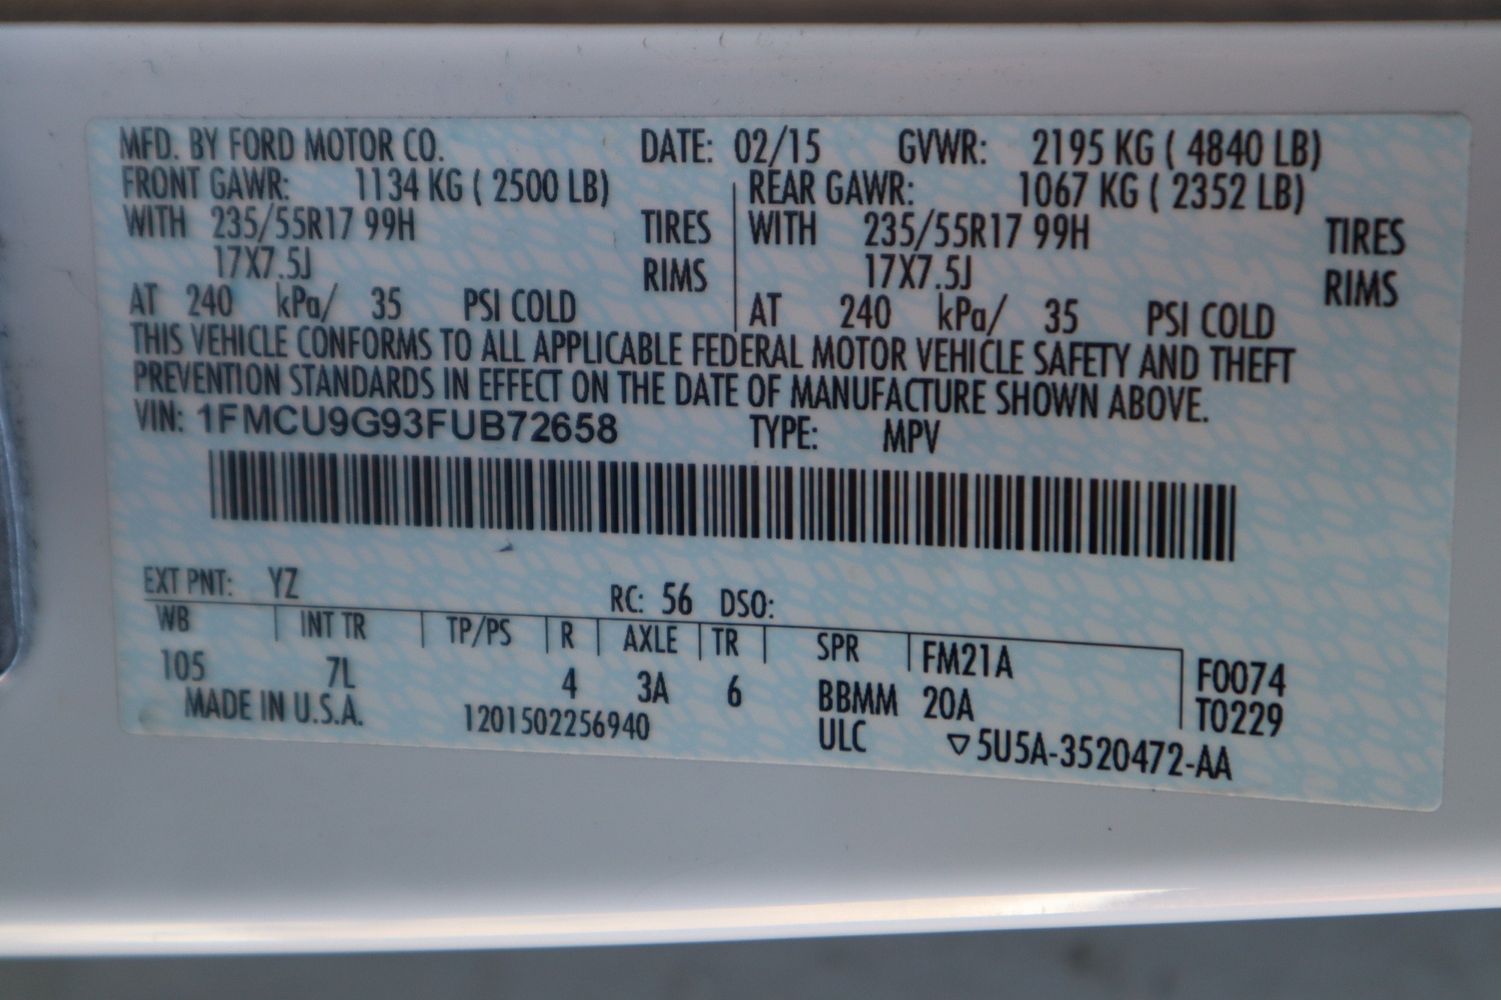 MFD. BY FORD MOTOR CO. DATE: 02/15 GVWR: 2195 KG ( 4840 LB)
FRONT GAWR: 1134 KG ( 2500 LB) REAR GAWR: 1067 KG ( 2352 LB)
WITH 235/55R17 99H TIRES WITH 235/55R17 99H TIRES
17X7.5J RIMS 17X7.5J RIMS
AT 240 kPa/ 35 PSI COLD AT 240 kPa/ 35 PSI COLD
THIS VEHICLE CONFORMS TO ALL APPLICABLE FEDERAL MOTOR VEHICLE SAFETY AND THEFT
PREVENTION STANDARDS IN EFFECT ON THE DATE OF MANUFACTURE SHOWN ABOVE.
VIN: 1FMCU9G93FUB72658 TYPE: MPV
EXT PNT: YZ RC: 56 DSO:
WB INT TR TP/PS R AXLE TR SPR FM21A F0074
105 7L 4 3A 6 BBMM 20A T0229
MADE IN U.S.A. 1201502256940 ULC ▽5U5A-3520472-AA